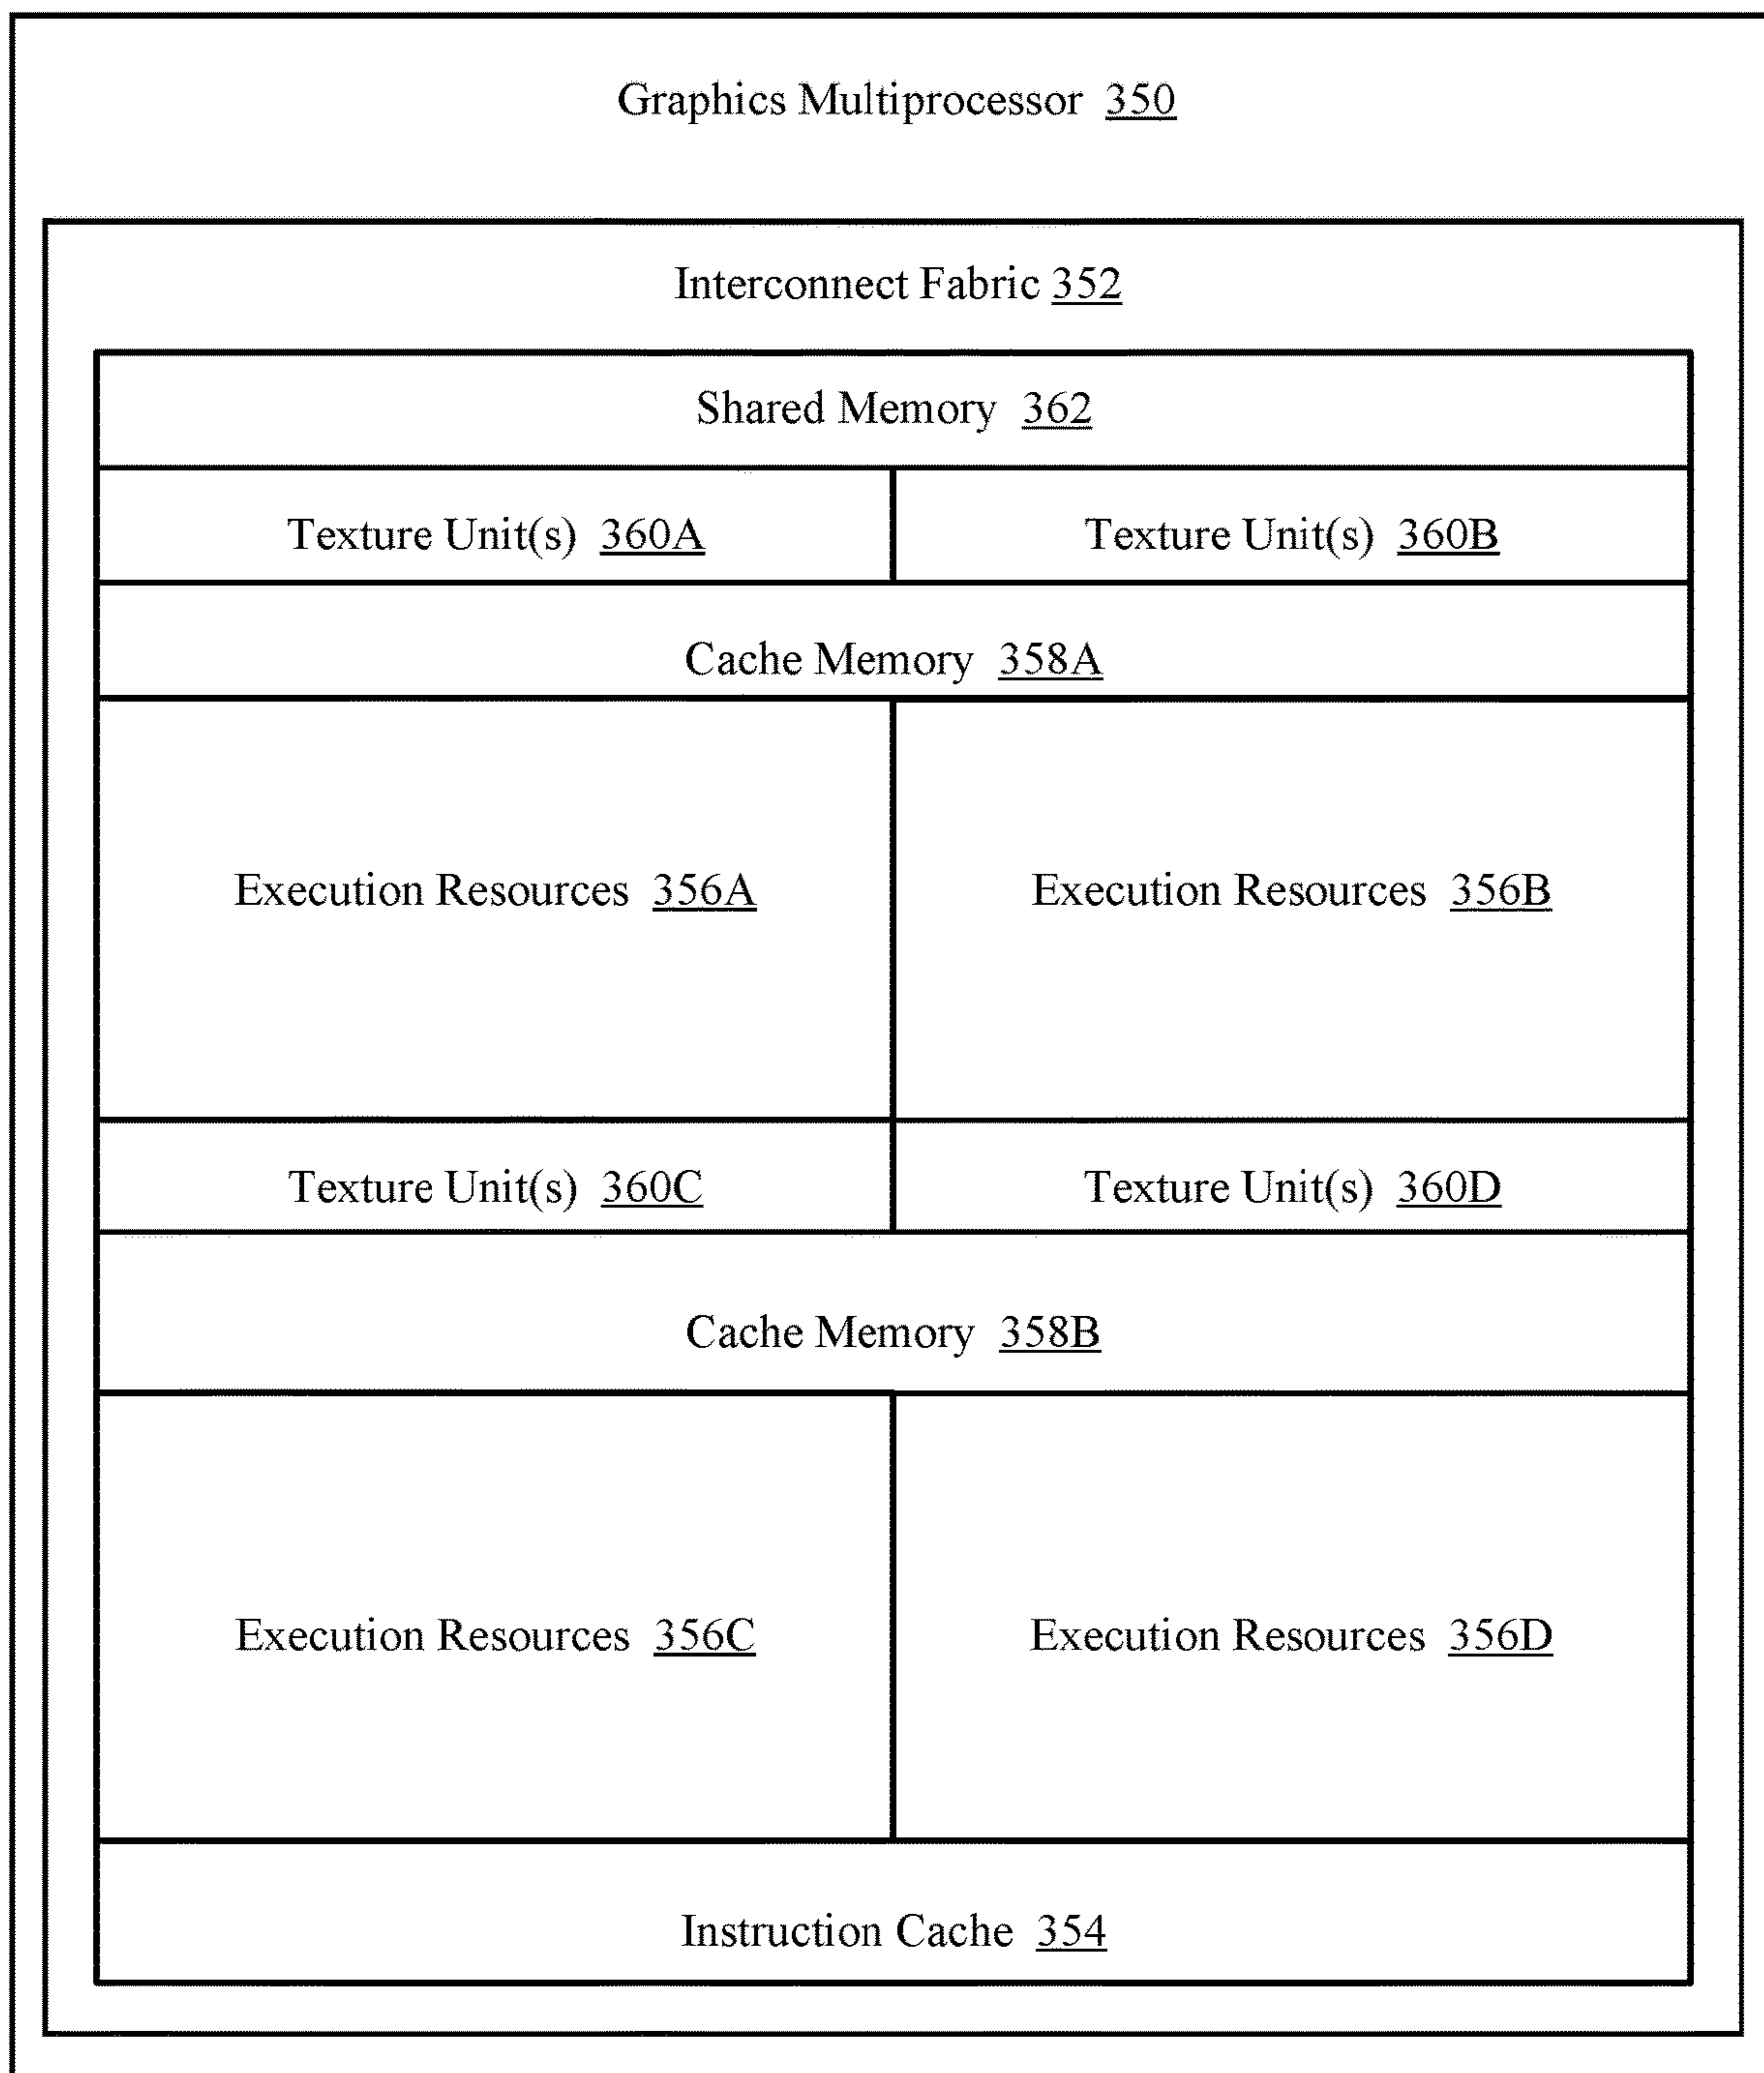 Graphics Multiprocessor 350
Interconnect Fabric 352
Shared Memory 362
Texture Unit(s) 360A
Texture Unit(s) 360B
Cache Memory 358A
Execution Resources 356A
Execution Resources 356B
Texture Unit(s) 360C
Texture Unit(s) 360D
Cache Memory 358B
Execution Resources 356C
Execution Resources 356D
Instruction Cache 354